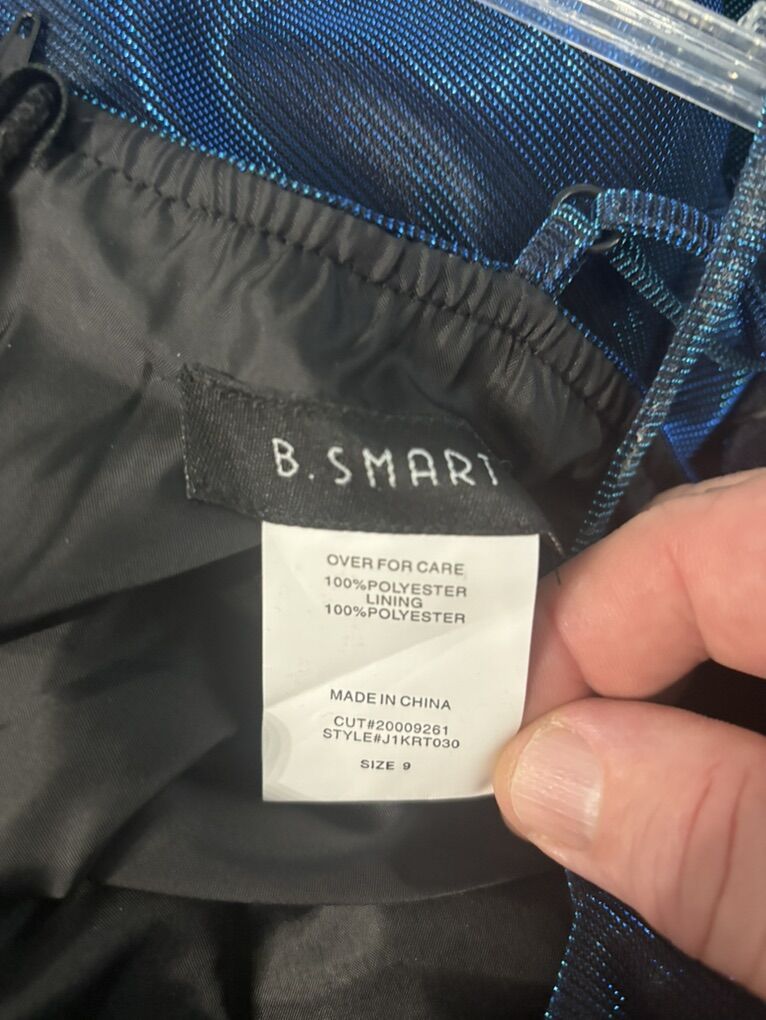 B.SMART
OVER FOR CARE
100%POLYESTER
LINING
100%POLYESTER
MADE IN CHINA
CUT#20009261
STYLE#J1KRT030
SIZE 9